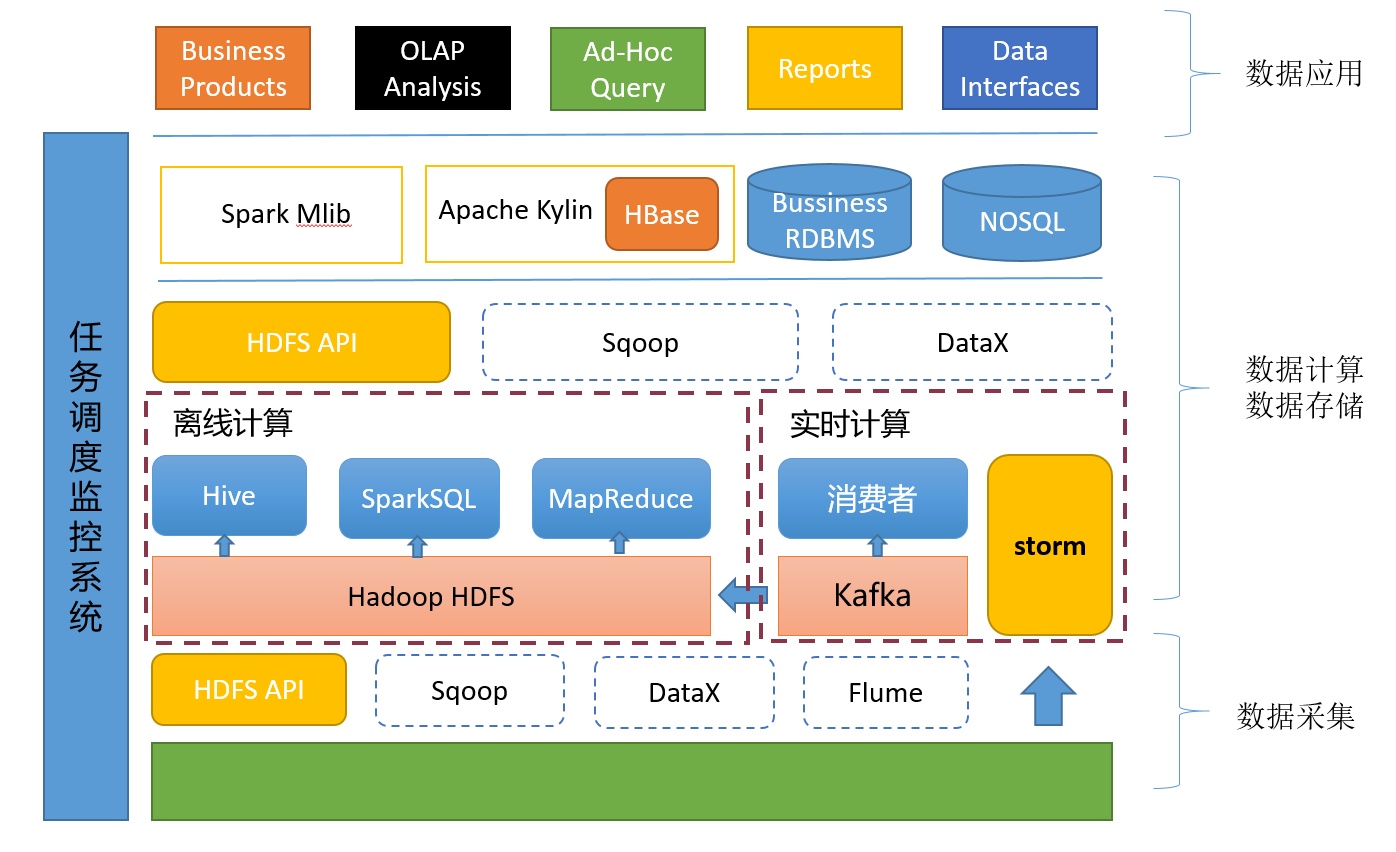 Business
Products
OLAP
Analysis
Ad-Hoc
Query
Reports
Data
Interfaces
数据应用
任务调度监控系统
Spark Mlib
Apache Kylin
HBase
Bussiness
RDBMS
NOSQL
HDFS API
Sqoop
DataX
数据计算
数据存储
离线计算
实时计算
Hive
SparkSQL
MapReduce
消费者
storm
Hadoop HDFS
Kafka
HDFS API
Sqoop
DataX
Flume
数据采集